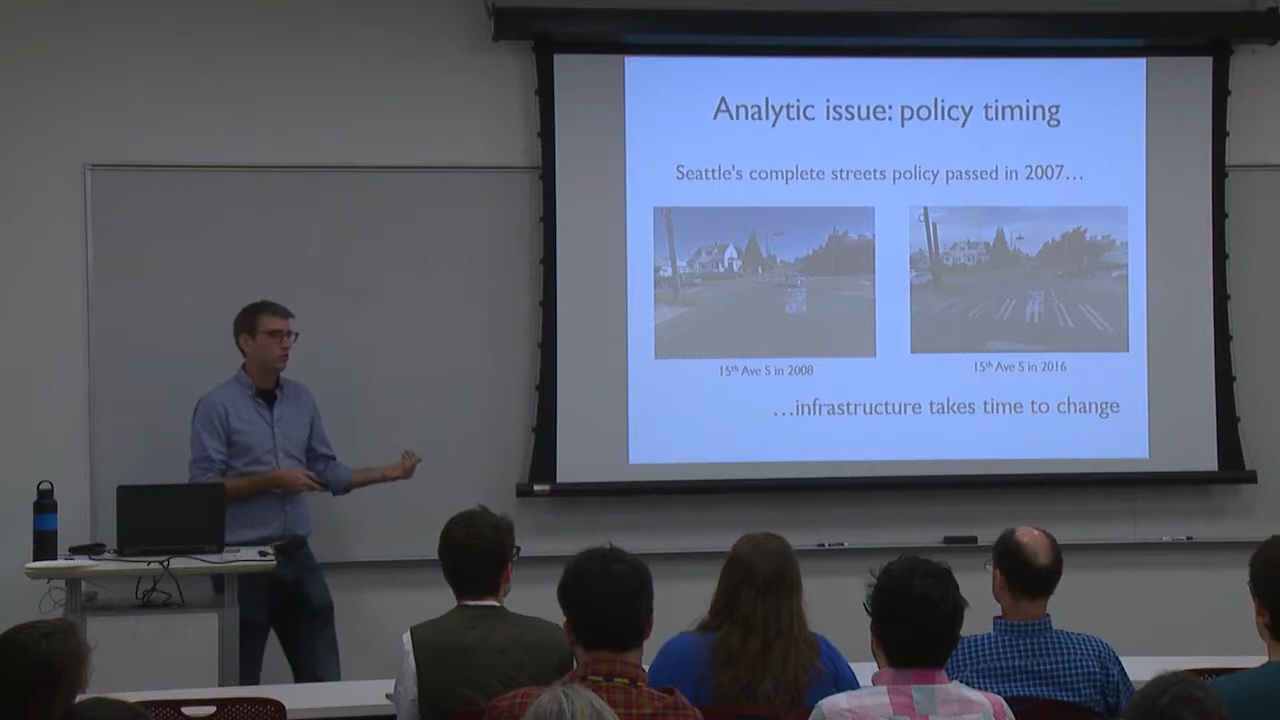 Analytic issue: policy timing
Seattle's complete streets policy passed in 2007…
15th Ave S in 2008
15th Ave S in 2016
…infrastructure takes time to change